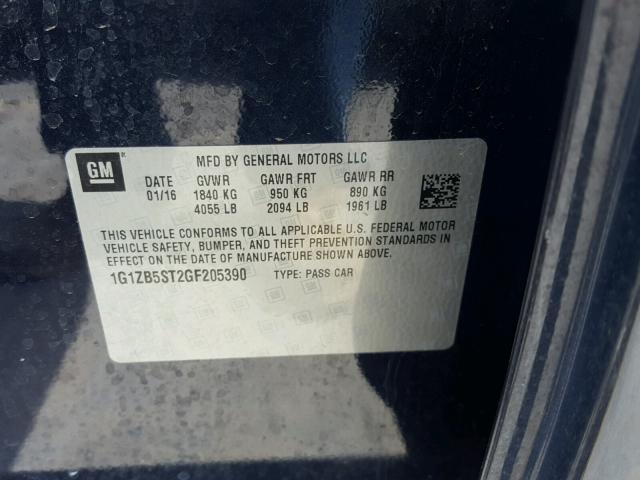 GM ® MFD BY GENERAL MOTORS LLC
DATE GVWR GAWR FRT GAWR RR
01/16 1840 KG 950 KG 890 KG
4055 LB 2094 LB 1961 LB
THIS VEHICLE CONFORMS TO ALL APPLICABLE U.S. FEDERAL MOTOR
VEHICLE SAFETY, BUMPER, AND THEFT PREVENTION STANDARDS IN
EFFECT ON THE DATE OF MANUFACTURE SHOWN ABOVE.
1G1ZB5ST2GF205390 TYPE: PASS CAR